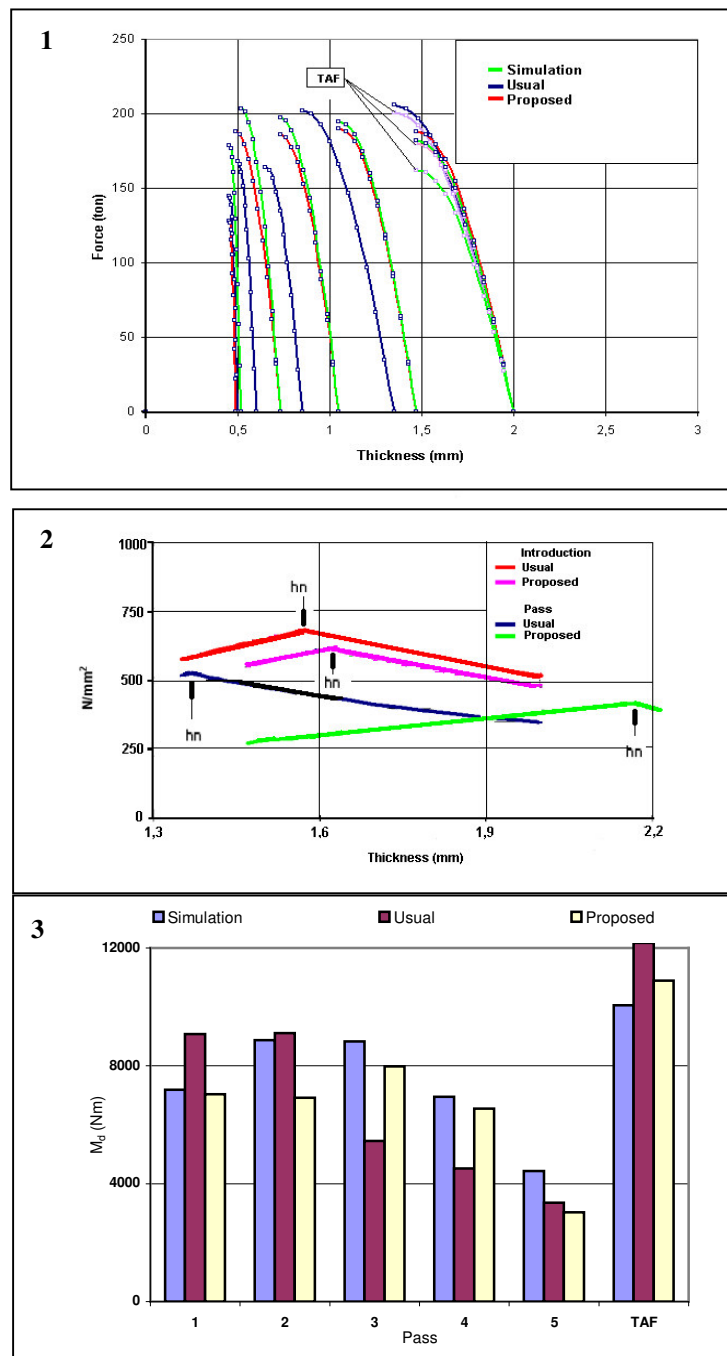 1
250
200
150
100
50
0
Force (ton)
TAF
Simulation
Usual
Proposed
0 0,5 1 1,5 2 2,5 3
Thickness (mm)
2
1000
750
500
250
0
N/mm²
hn
hn
hn
hn
Introduction
Usual
Proposed
Pass
Usual
Proposed
1,3 1,6 1,9 2,2
Thickness (mm)
3
Simulation Usual Proposed
12000
8000
4000
0
Md (Nm)
1 2 3 4 5 TAF
Pass